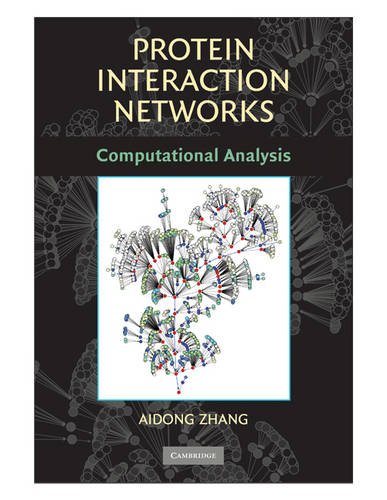 PROTEIN
INTERACTION
NETWORKS
Computational Analysis
AIDONG ZHANG
CAMBRIDGE